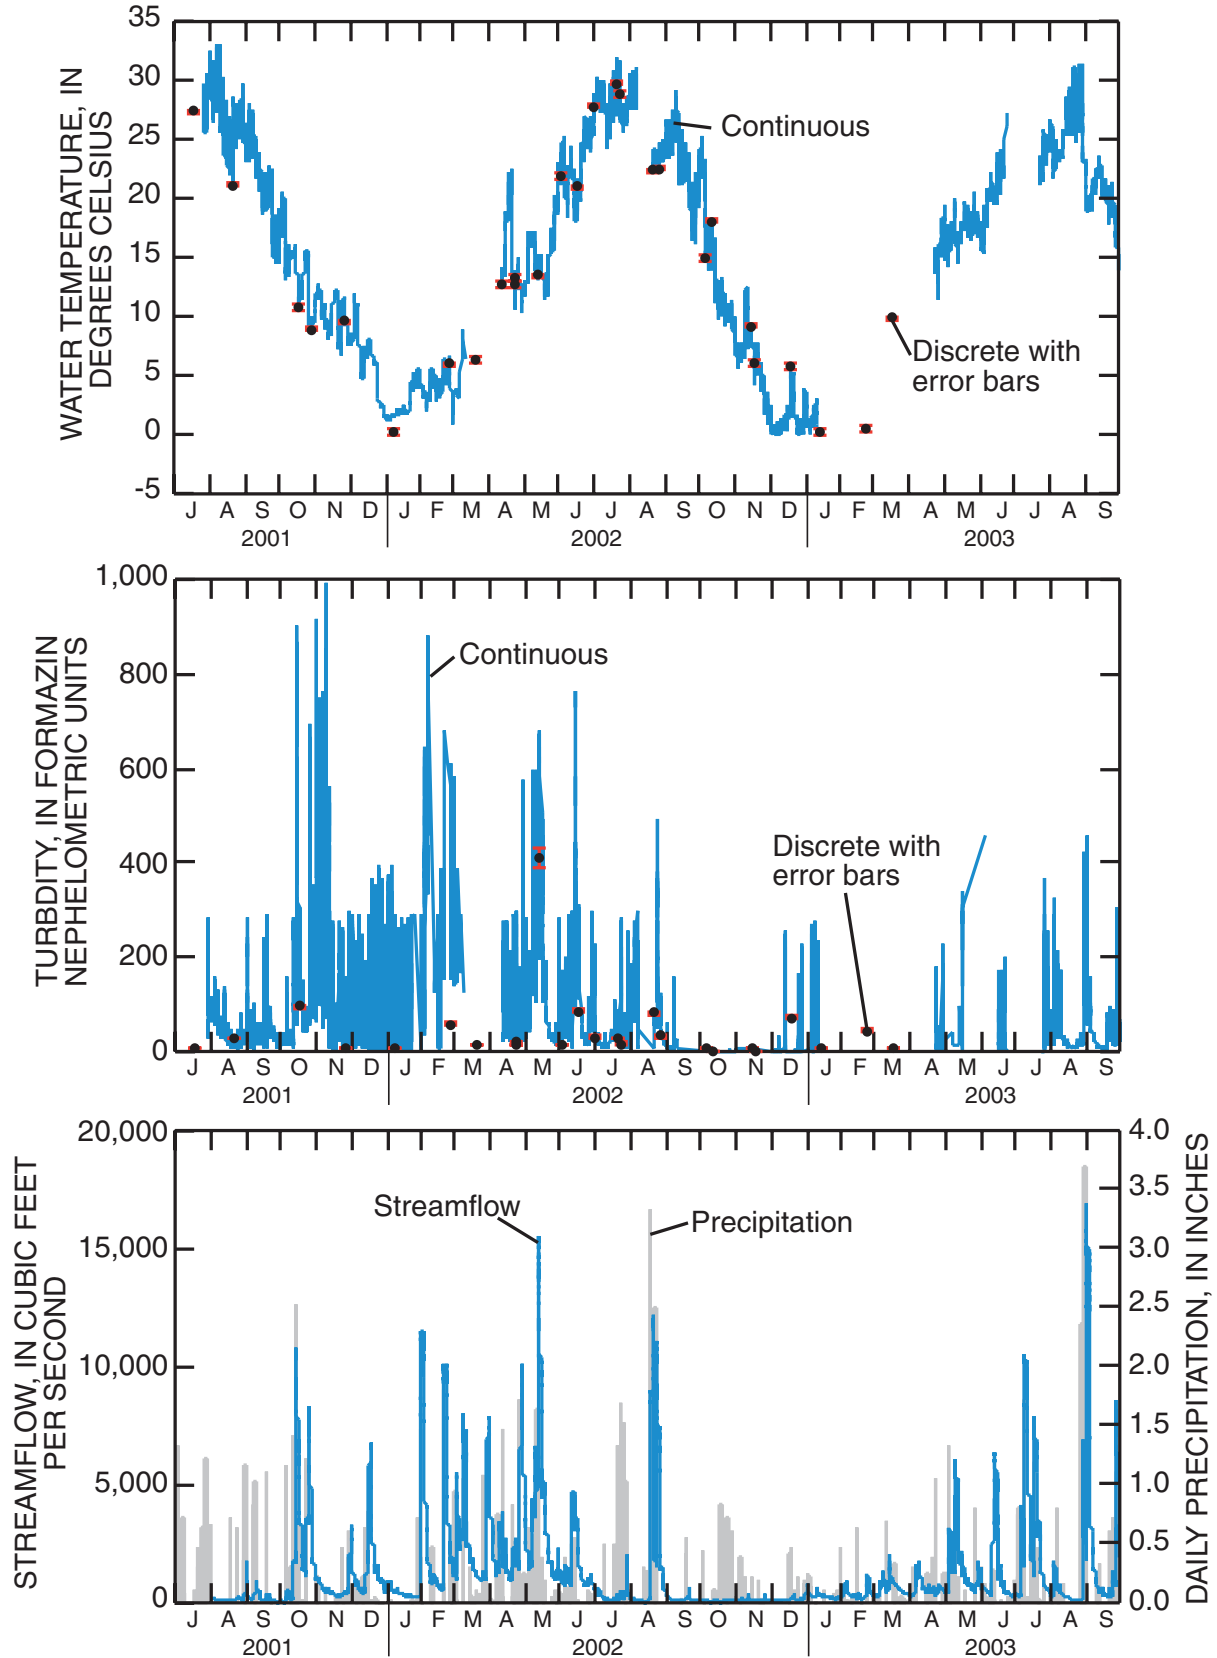 WATER TEMPERATURE, IN
DEGREES CELSIUS
35
30
25
20
15
10
5
0
-5
Continuous
Discrete with
error bars
J A S O N D J F M A M J J A S O N D J F M A M J J A S
2001 2002 2003
TURBDITY, IN FORMAZIN
NEPHELOMETRIC UNITS
1,000
800
600
400
200
0
Continuous
Discrete with
error bars
J A S O N D J F M A M J J A S O N D J F M A M J J A S
2001 2002 2003
STREAMFLOW, IN CUBIC FEET
PER SECOND
20,000
15,000
10,000
5,000
0
Streamflow
Precipitation
4.0
3.5
3.0
2.5
2.0
1.5
1.0
0.5
0.0
DAILY PRECIPITATION, IN INCHES
J A S O N D J F M A M J J A S O N D J F M A M J J A S
2001 2002 2003